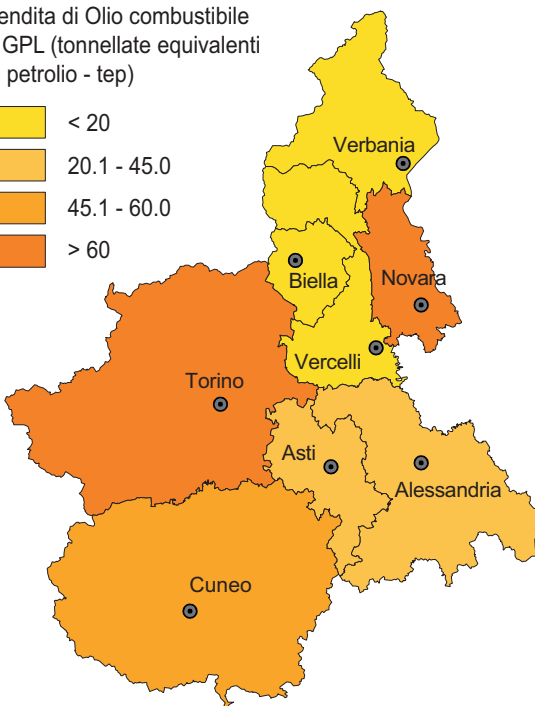 endita di Olio combustibile
GPL (tonnellate equivalenti
petrolio - tep)
< 20
20.1 - 45.0
45.1 - 60.0
> 60
Verbania
Biella
Novara
Vercelli
Torino
Asti
Alessandria
Cuneo